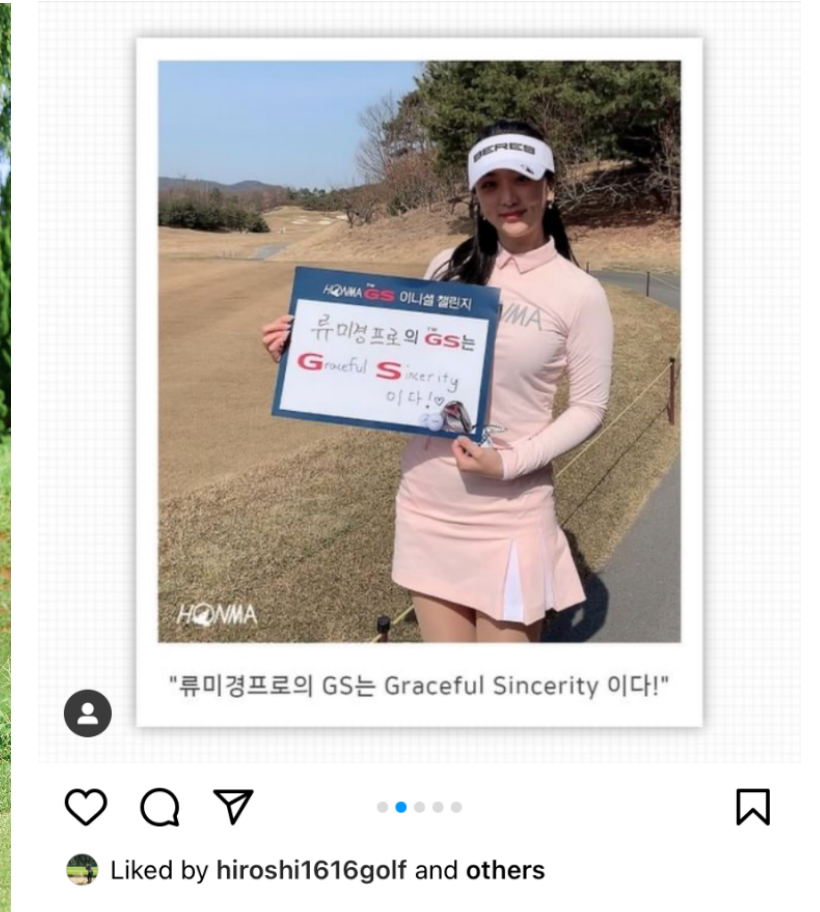 BERES
HONMA TW GS 이니셜 챌린지
HONMA
류미경프로의 TW GS는
Graceful Sincerity
이다!♡
HONMA
"류미경프로의 GS는 Graceful Sincerity 이다!"
Liked by hiroshi1616golf and others